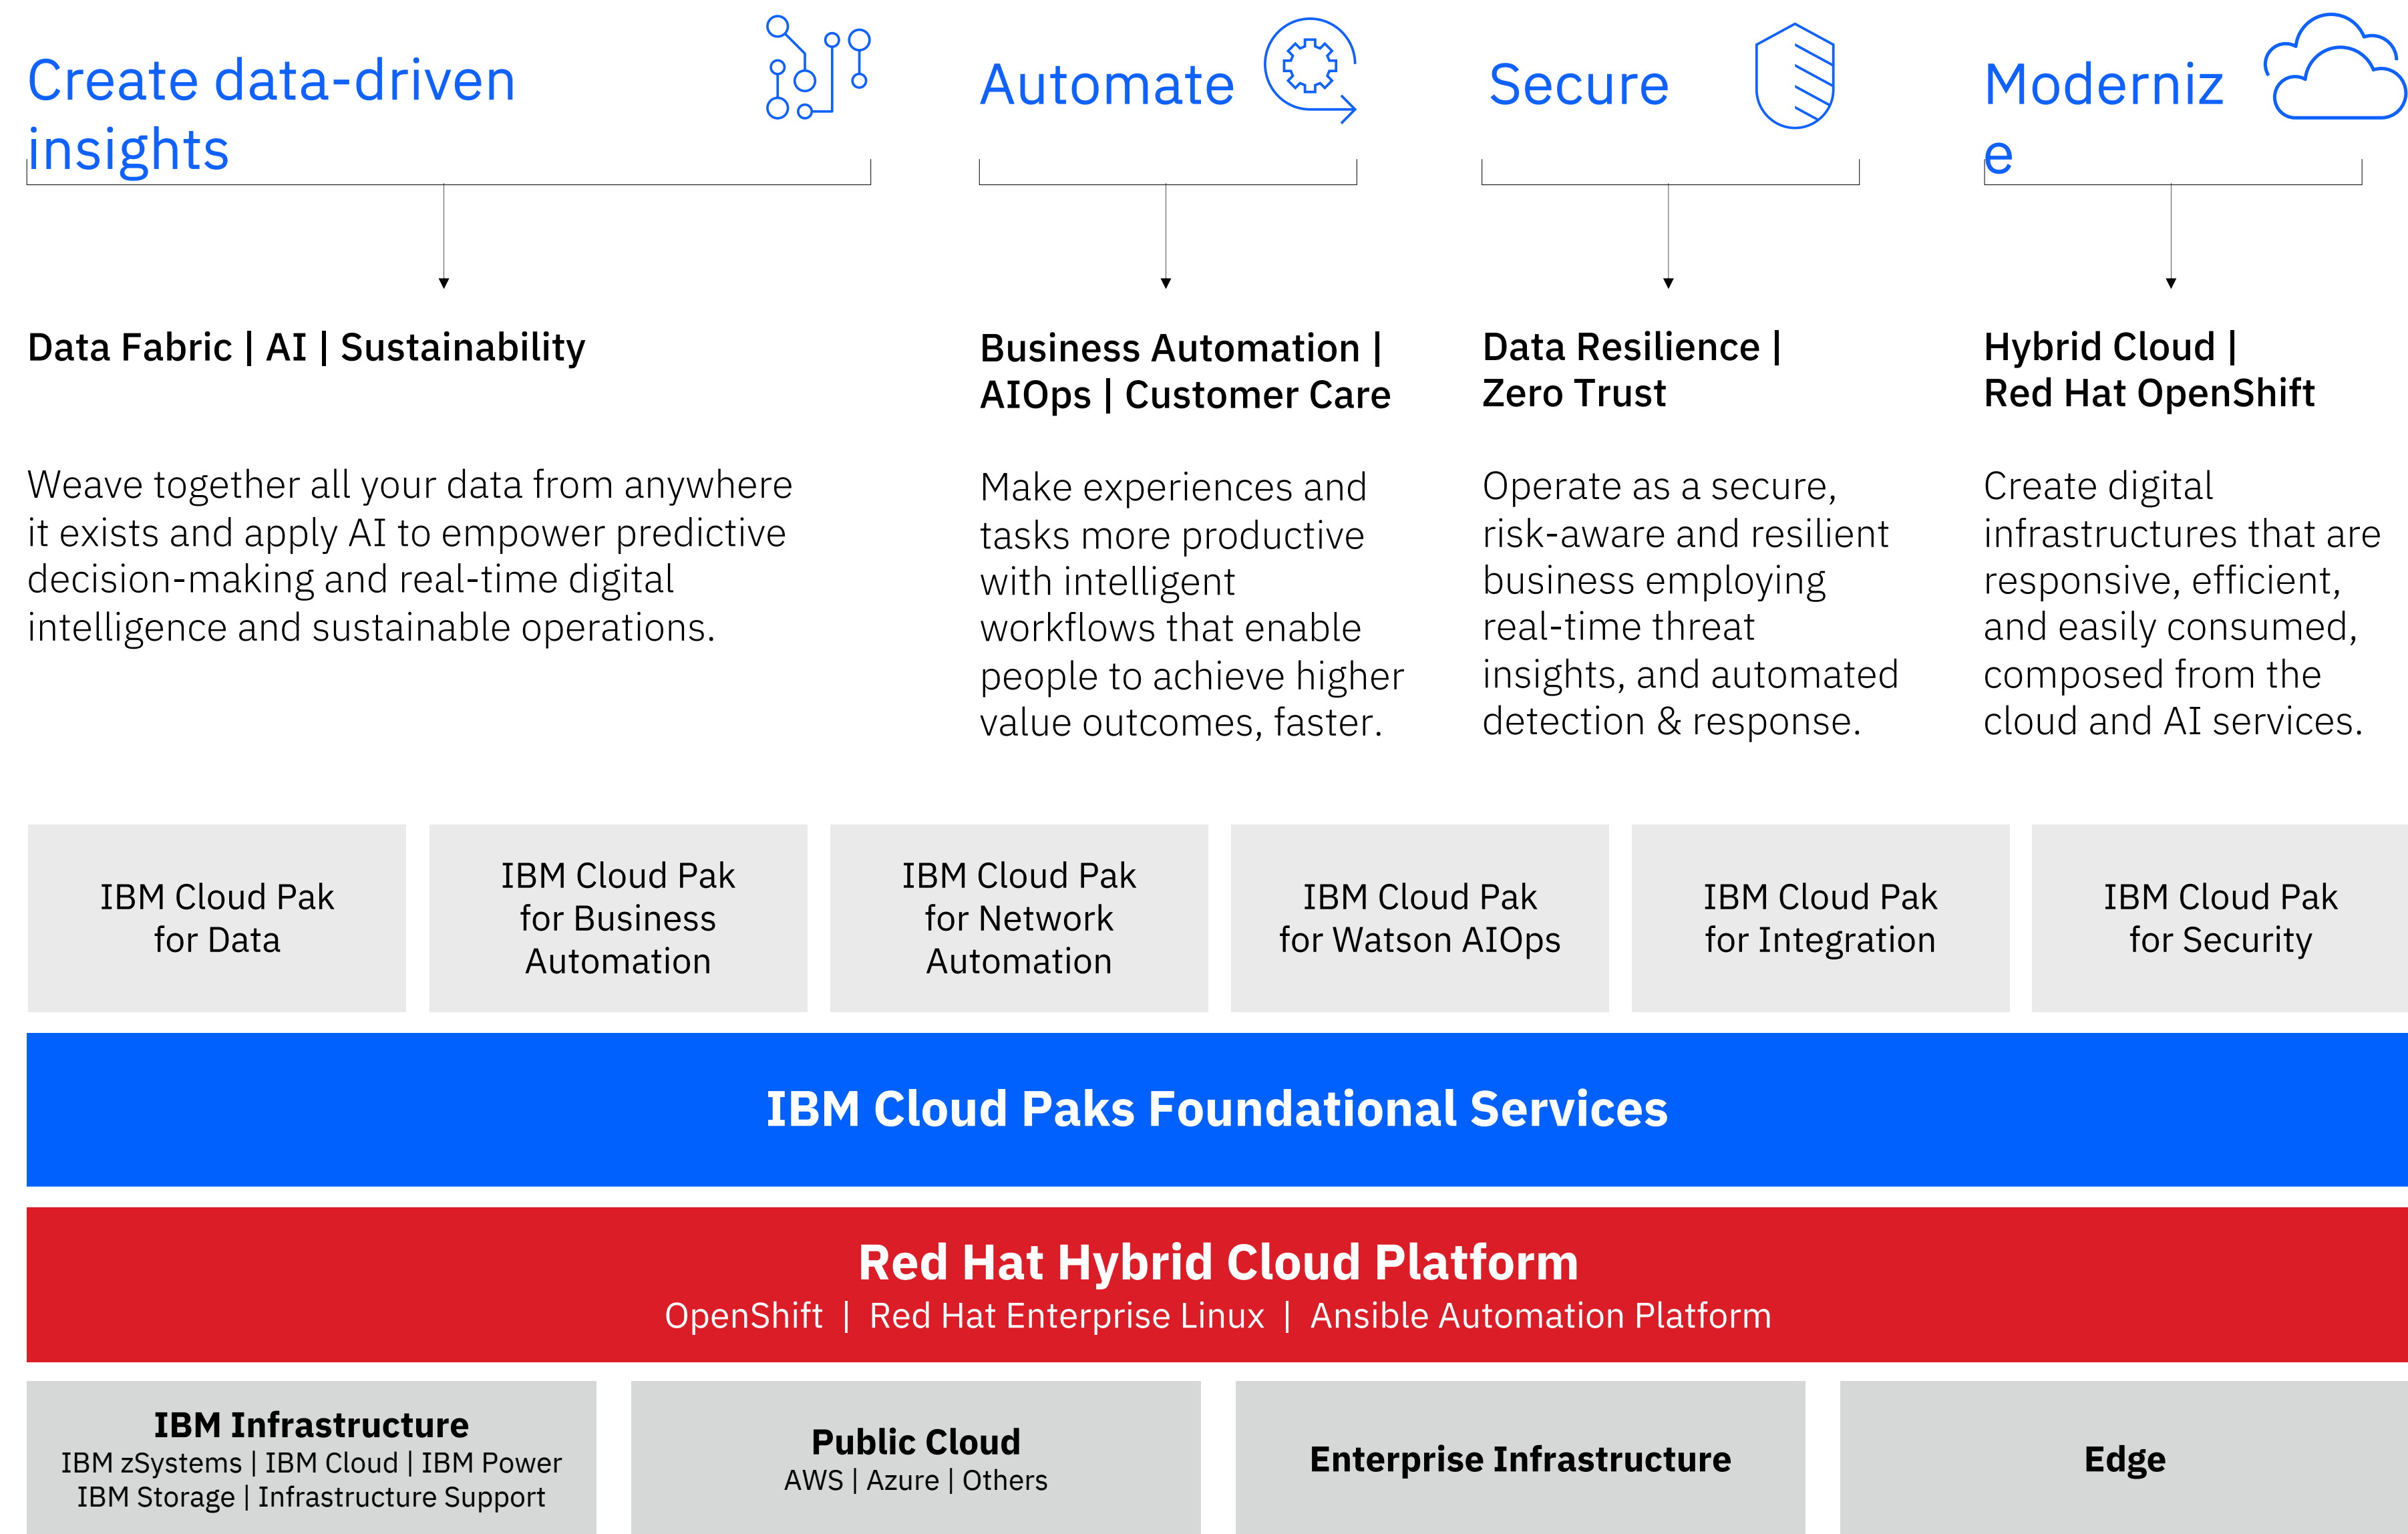 Create data-driven
insights
Automate
Secure
Moderniz
e
Data Fabric | AI | Sustainability
Weave together all your data from anywhere
it exists and apply AI to empower predictive
decision-making and real-time digital
intelligence and sustainable operations.
Business Automation |
AIOps | Customer Care
Make experiences and
tasks more productive
with intelligent
workflows that enable
people to achieve higher
value outcomes, faster.
Data Resilience |
Zero Trust
Operate as a secure,
risk-aware and resilient
business employing
real-time threat
insights, and automated
detection & response.
Hybrid Cloud |
Red Hat OpenShift
Create digital
infrastructures that are
responsive, efficient,
and easily consumed,
composed from the
cloud and AI services.
IBM Cloud Pak
for Data
IBM Cloud Pak
for Business
Automation
IBM Cloud Pak
for Network
Automation
IBM Cloud Pak
for Watson AIOps
IBM Cloud Pak
for Integration
IBM Cloud Pak
for Security
IBM Cloud Paks Foundational Services
Red Hat Hybrid Cloud Platform
OpenShift | Red Hat Enterprise Linux | Ansible Automation Platform
IBM Infrastructure
IBM zSystems | IBM Cloud | IBM Power
IBM Storage | Infrastructure Support
Public Cloud
AWS | Azure | Others
Enterprise Infrastructure
Edge